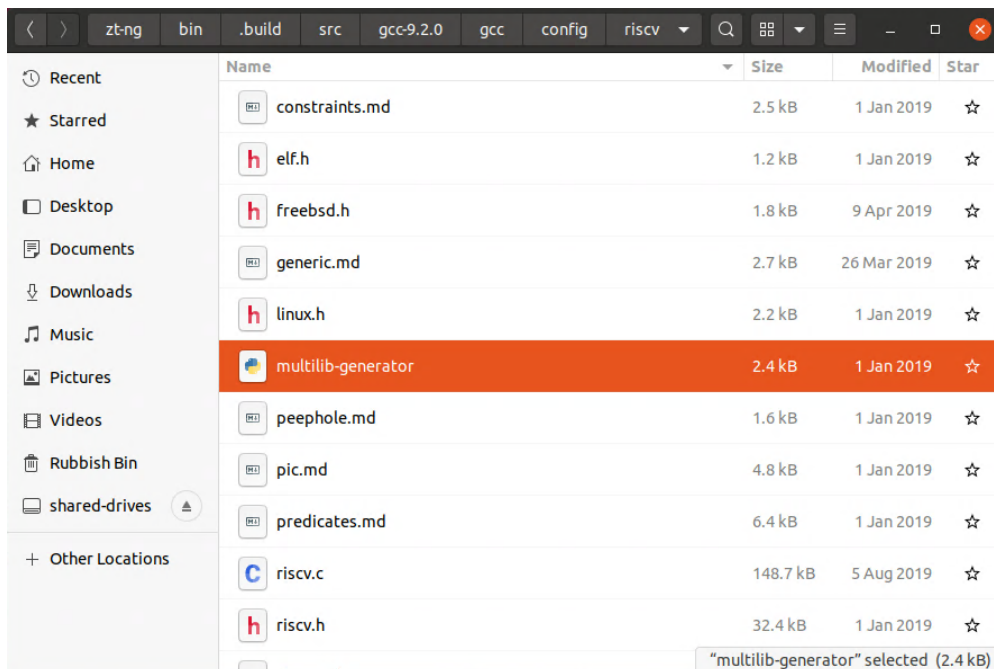 zt-ng bin .build src gcc-9.2.0 gcc config riscv
Recent
Starred
Home
Desktop
Documents
Downloads
Music
Pictures
Videos
Rubbish Bin
shared-drives
Other Locations
Name Size Modified Star
constraints.md 2.5 kB 1 Jan 2019
elf.h 1.2 kB 1 Jan 2019
freebsd.h 1.8 kB 9 Apr 2019
generic.md 2.7 kB 26 Mar 2019
linux.h 2.2 kB 1 Jan 2019
multilib-generator 2.4 kB 1 Jan 2019
peephole.md 1.6 kB 1 Jan 2019
pic.md 4.8 kB 1 Jan 2019
predicates.md 6.4 kB 1 Jan 2019
riscv.c 148.7 kB 5 Aug 2019
riscv.h 32.4 kB 1 Jan 2019
"multilib-generator" selected (2.4 kB)